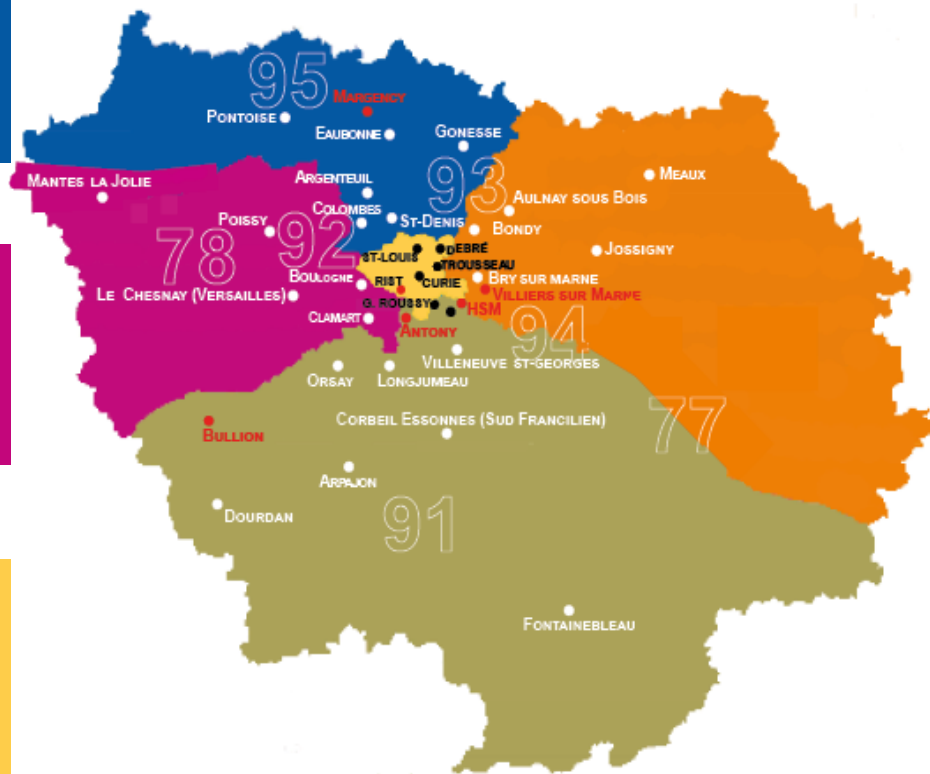 95
MARGENCY
PONTOISE
EAUBONNE
GONESSE
93
MANTES LA JOLIE
ARGENTEUIL
MEAUX
COLOMBES
AULNAY SOUS BOIS
POISSY
92
ST-DENIS
BONDY
78
ST-LOUIS
DEBRÉ
JOSSIGNY
TROUSSEAU
BOULOGNE
RIST
CURIE
BRY SUR MARNE
LE CHESNAY (VERSAILLES)
VILLIERS SUR MARNE
G. ROUSSY
HSM
CLAMART
ANTONY
94
VILLENEUVE ST-GEORGES
ORSAY
LONGJUMEAU
CORBEIL ESSONNES (SUD FRANCILIEN)
77
BULLION
ARPAJON
91
DOURDAN
FONTAINEBLEAU